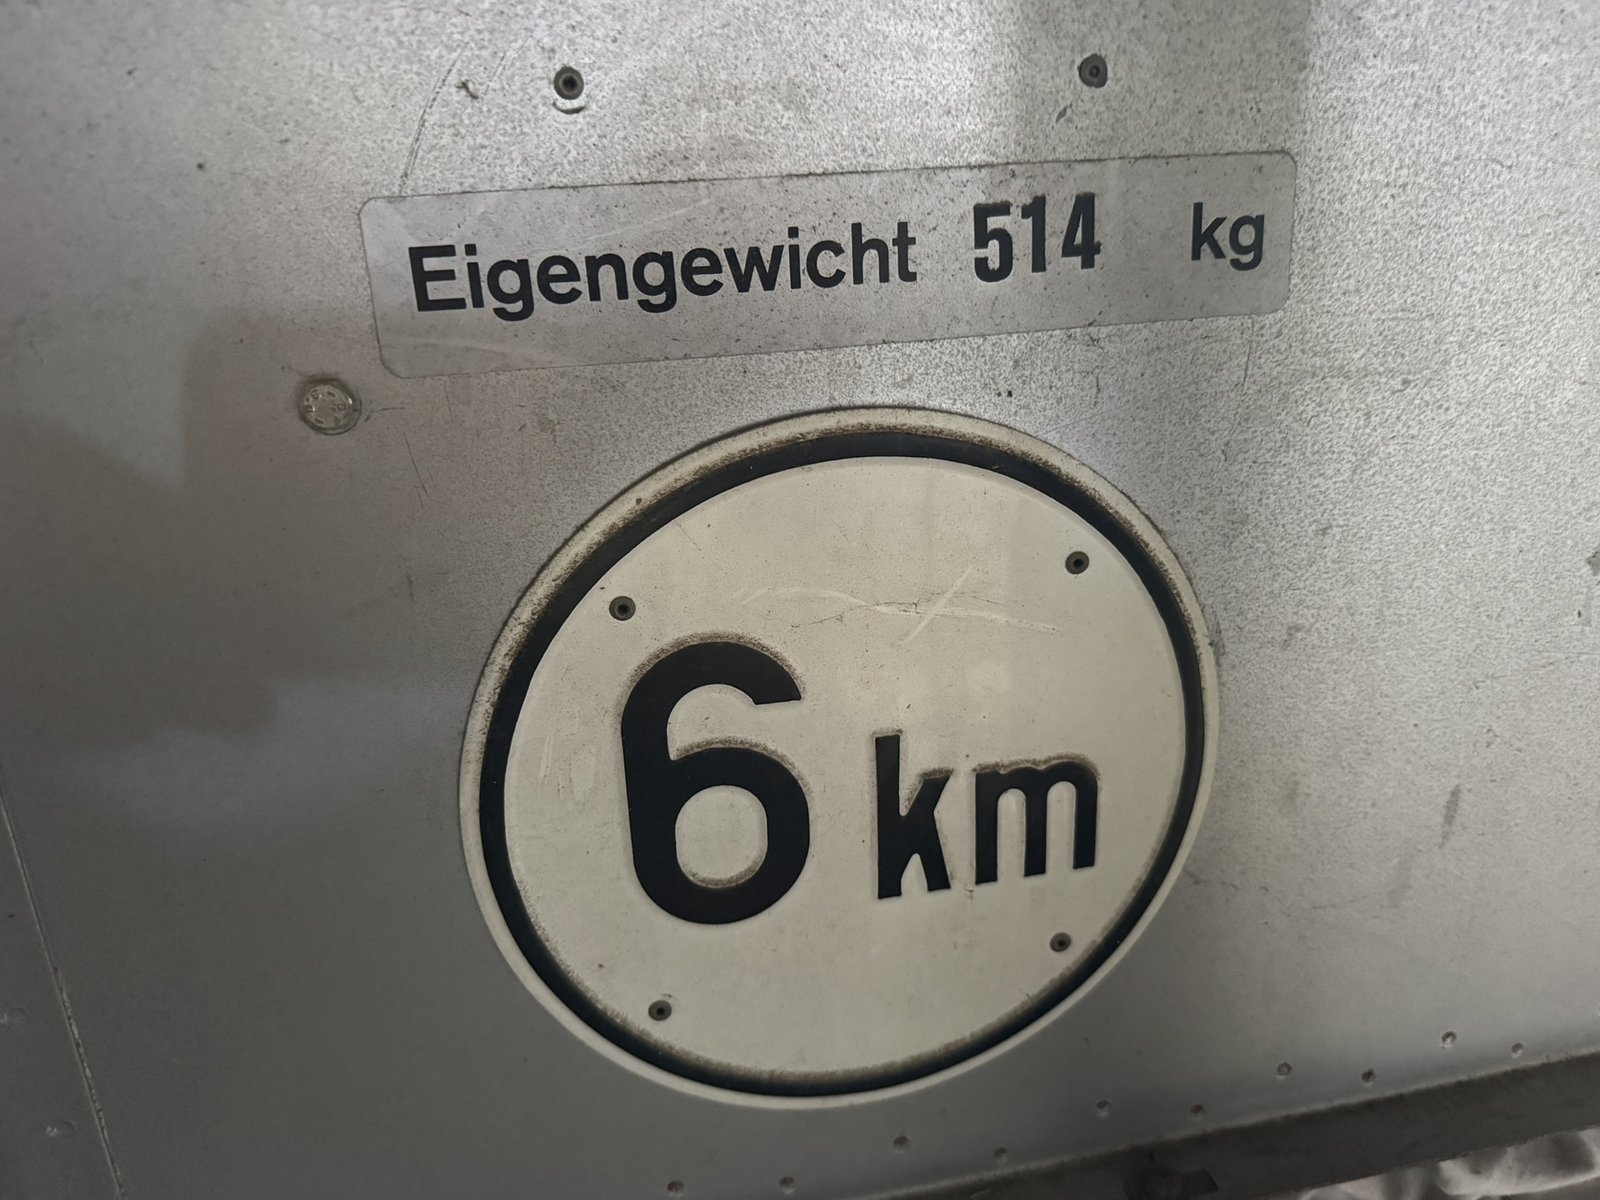 Eigengewicht 514 kg
6 km